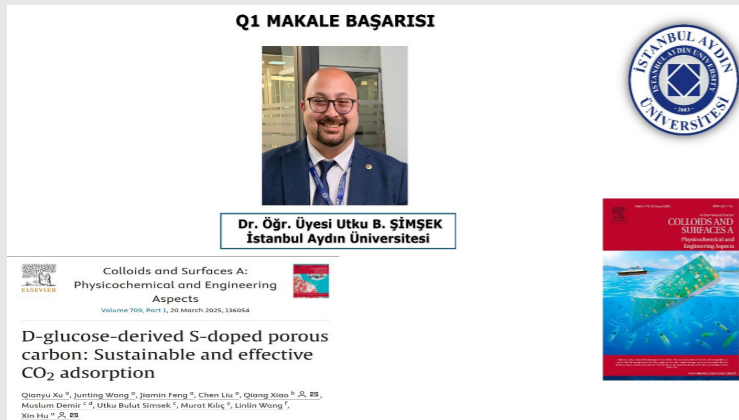 Q1 MAKALE BAŞARISI
İSTANBUL AYDIN
ÜNİVERSİTESİ
ISTANBUL AYDIN UNIVERSITY
2003
Dr. Öğr. Üyesi Utku B. ŞİMŞEK
İstanbul Aydın Üniversitesi
COLLOIDS AND
SURFACES A
Physicochemical and
Engineering Aspects
ELSEVIER
Colloids and Surfaces A:
Physicochemical and Engineering
Aspects
Volume 709, Part 1, 20 March 2025, 136054
D-glucose-derived S-doped porous
carbon: Sustainable and effective
CO₂ adsorption
Qianyu Xu ᵃ, Junting Wang ᵃ, Jiamin Feng ᵃ, Chen Liu ᵃ, Qiang Xiao ᵇ,
Muslum Demir ᶜ ᵈ, Utku Bulut Simsek ᶜ, Murat Kılıç ᵉ, Linlin Wang ᶠ,
Xin Hu ᵃ